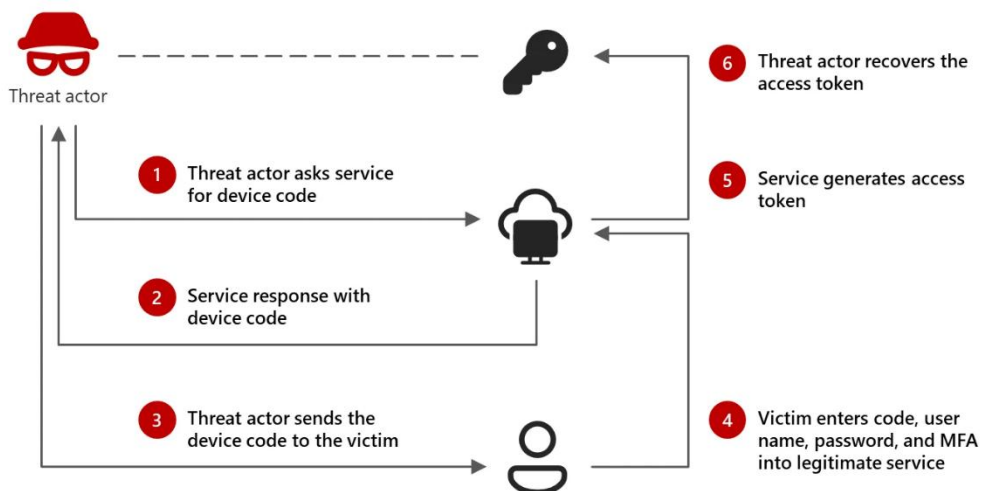 Threat actor
1
Threat actor asks service
for device code
2
Service response with
device code
3
Threat actor sends the
device code to the victim
6
Threat actor recovers the
access token
5
Service generates access
token
4
Victim enters code, user
name, password, and MFA
into legitimate service